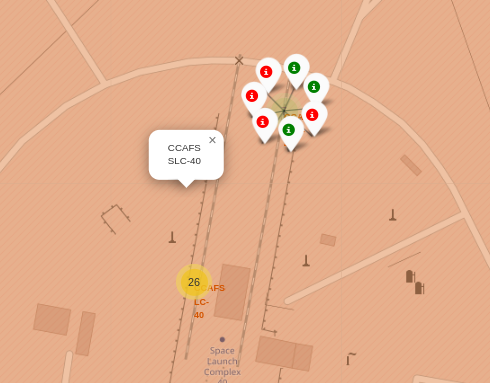 CCAFS
SLC-40
26
CAFS
LC-
40
Space
Launch
Complex
40